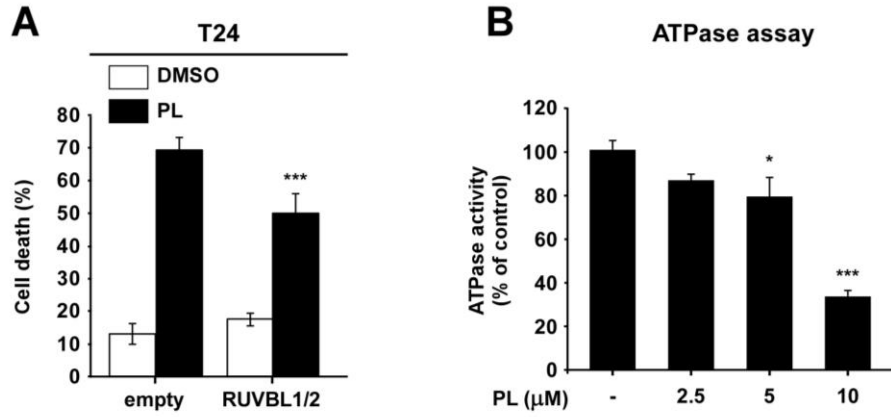 A
T24
DMSO
PL
80
70
60
50
40
30
20
10
0
Cell death (%)
***
empty RUVBL1/2
B
ATPase assay
120
100
80
60
40
20
0
ATPase activity
(% of control)
*
***
PL (μM) - 2.5 5 10